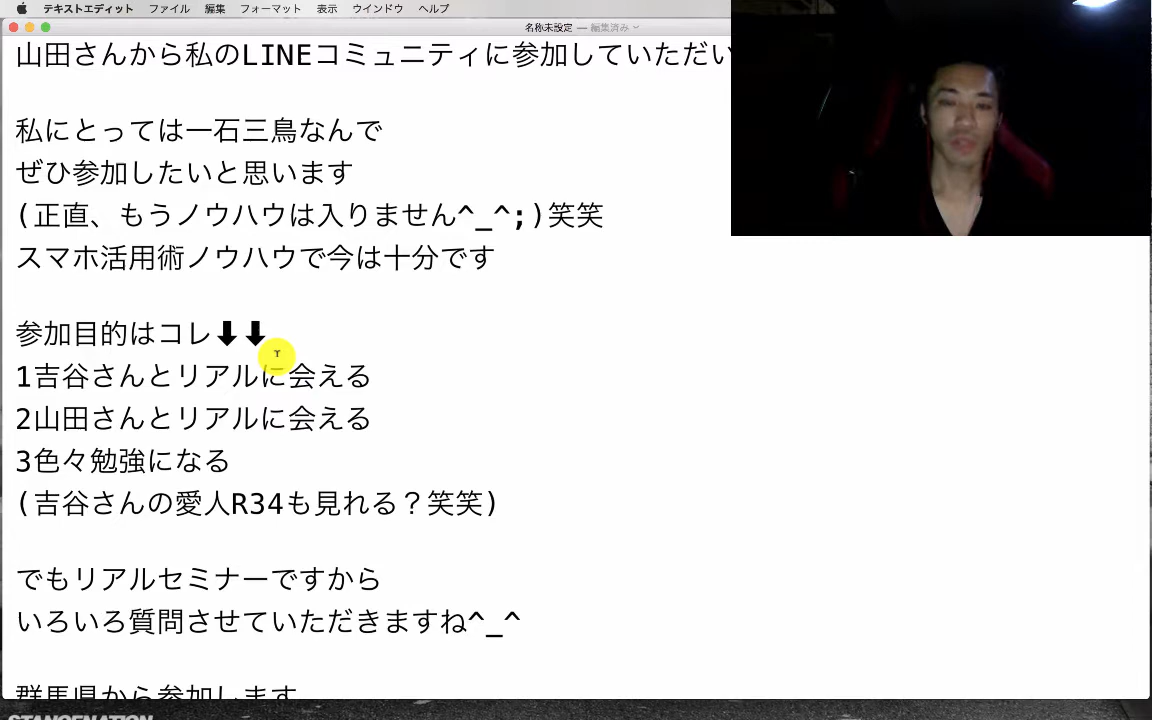 テキストエディット ファイル 編集 フォーマット 表示 ウインドウ ヘルプ
名称未設定 — 編集済み
山田さんから私のLINEコミュニティに参加していただい
私にとっては一石三鳥なんで
ぜひ参加したいと思います
(正直、もうノウハウは入りません^_^;)笑笑
スマホ活用術ノウハウで今は十分です
参加目的はコレ⬇⬇
1吉谷さんとリアルに会える
2山田さんとリアルに会える
3色々勉強になる
(吉谷さんの愛人R34も見れる？笑笑)
でもリアルセミナーですから
いろいろ質問させていただきますね^_^
群馬県から参加します
STANCENATION